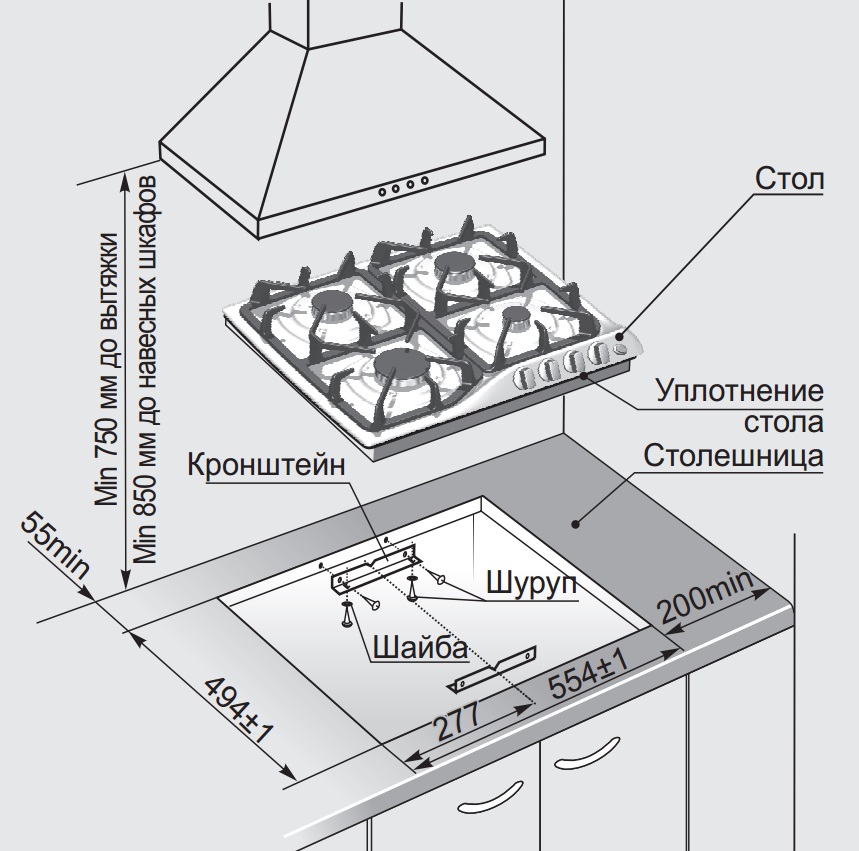 Стол
Min 750 мм до вытяжки
Min 850 мм до навесных шкафов
Уплотнение
стола
Столешница
Кронштейн
55min
Шуруп
200min
Шайба
554±1
494±1
277